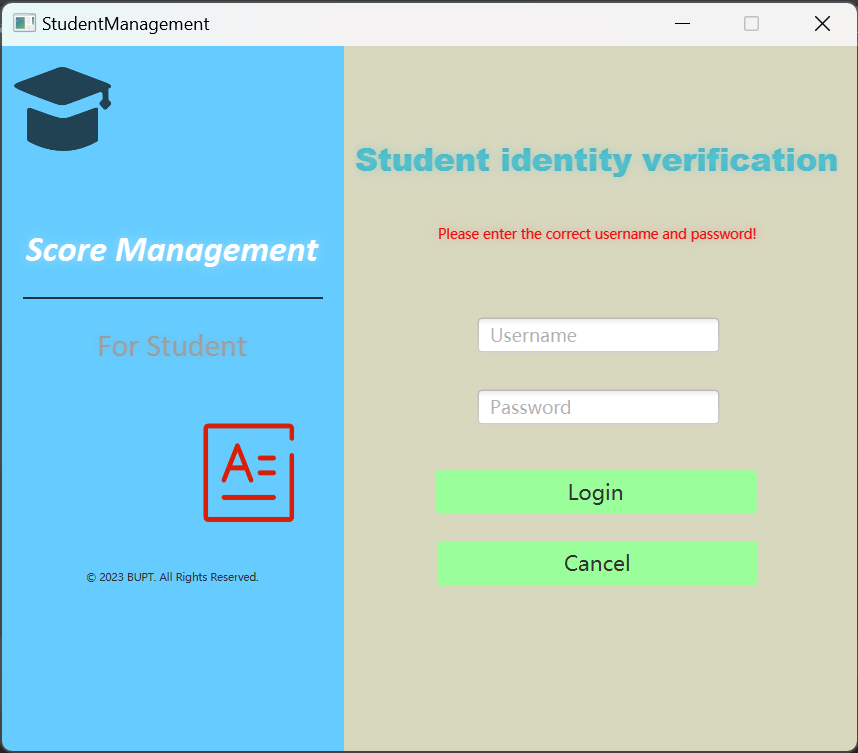 StudentManagement
Score Management
For Student
A
© 2023 BUPT. All Rights Reserved.
Student identity verification
Please enter the correct username and password!
Username
Password
Login
Cancel